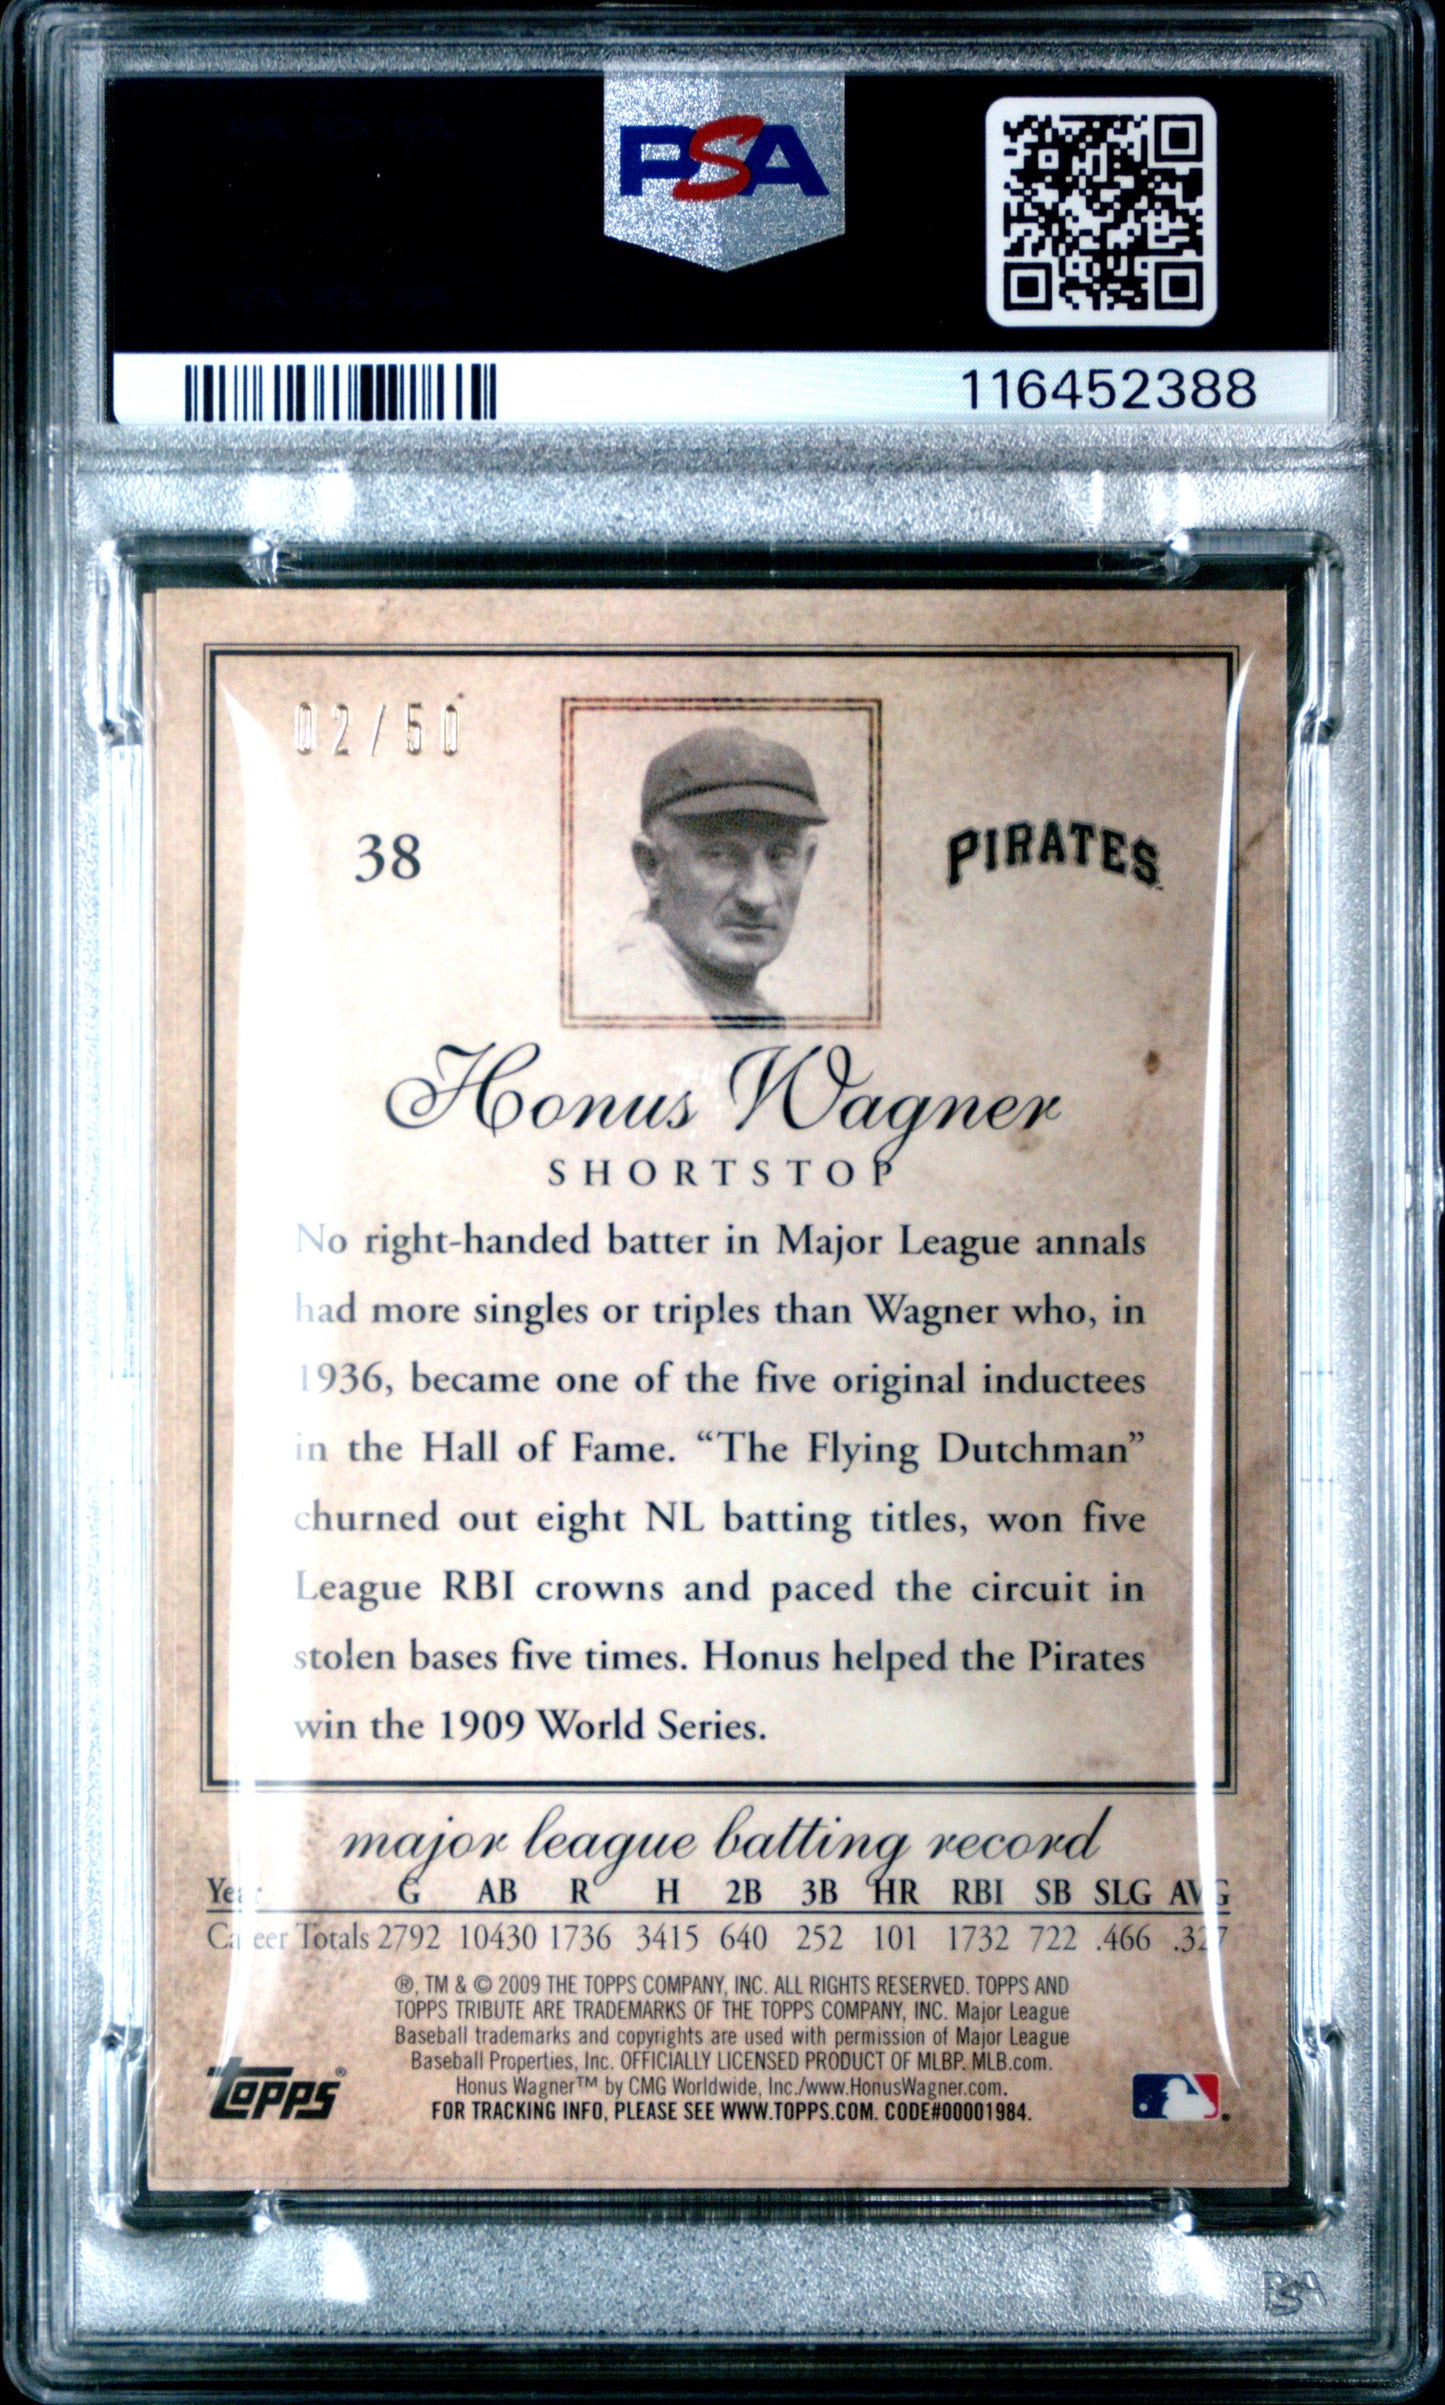 PSA
116452388
02/50
38
PIRATES
Honus Wagner
SHORTSTOP
No right-handed batter in Major League annals
had more singles or triples than Wagner who, in
1936, became one of the five original inductees
in the Hall of Fame. “The Flying Dutchman”
churned out eight NL batting titles, won five
League RBI crowns and paced the circuit in
stolen bases five times. Honus helped the Pirates
win the 1909 World Series.
major league batting record
Year G AB R H 2B 3B HR RBI SB SLG AVG
Career Totals 2792 10430 1736 3415 640 252 101 1732 722 .466 .327
®, TM & © 2009 THE TOPPS COMPANY, INC. ALL RIGHTS RESERVED. TOPPS AND
TOPPS TRIBUTE ARE TRADEMARKS OF THE TOPPS COMPANY, INC. Major League
Baseball trademarks and copyrights are used with permission of Major League
Baseball Properties, Inc. OFFICIALLY LICENSED PRODUCT OF MLBP. MLB.com.
Honus Wagner™ by CMG Worldwide, Inc./www.HonusWagner.com.
FOR TRACKING INFO, PLEASE SEE WWW.TOPPS.COM. CODE#00001984.
topps®
PSA